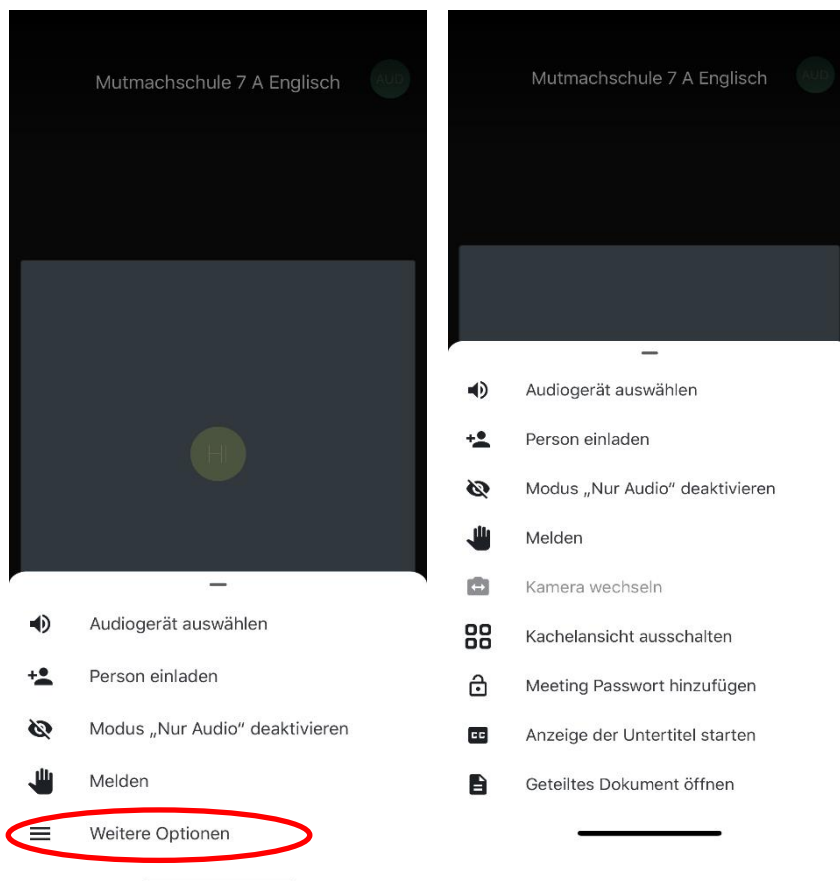 Mutmachschule 7 A Englisch
AUD
HI
Audiogerät auswählen
Person einladen
Modus „Nur Audio“ deaktivieren
Melden
Weitere Optionen
Mutmachschule 7 A Englisch
AUD
Audiogerät auswählen
Person einladen
Modus „Nur Audio“ deaktivieren
Melden
Kamera wechseln
Kachelansicht ausschalten
Meeting Passwort hinzufügen
CC
Anzeige der Untertitel starten
Geteiltes Dokument öffnen